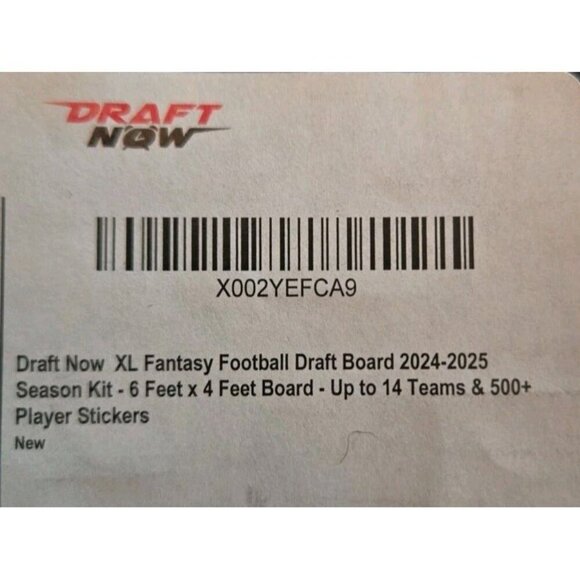 DRAFT
NOW
X002YEFCA9
Draft Now XL Fantasy Football Draft Board 2024-2025
Season Kit - 6 Feet x 4 Feet Board - Up to 14 Teams & 500+
Player Stickers
New